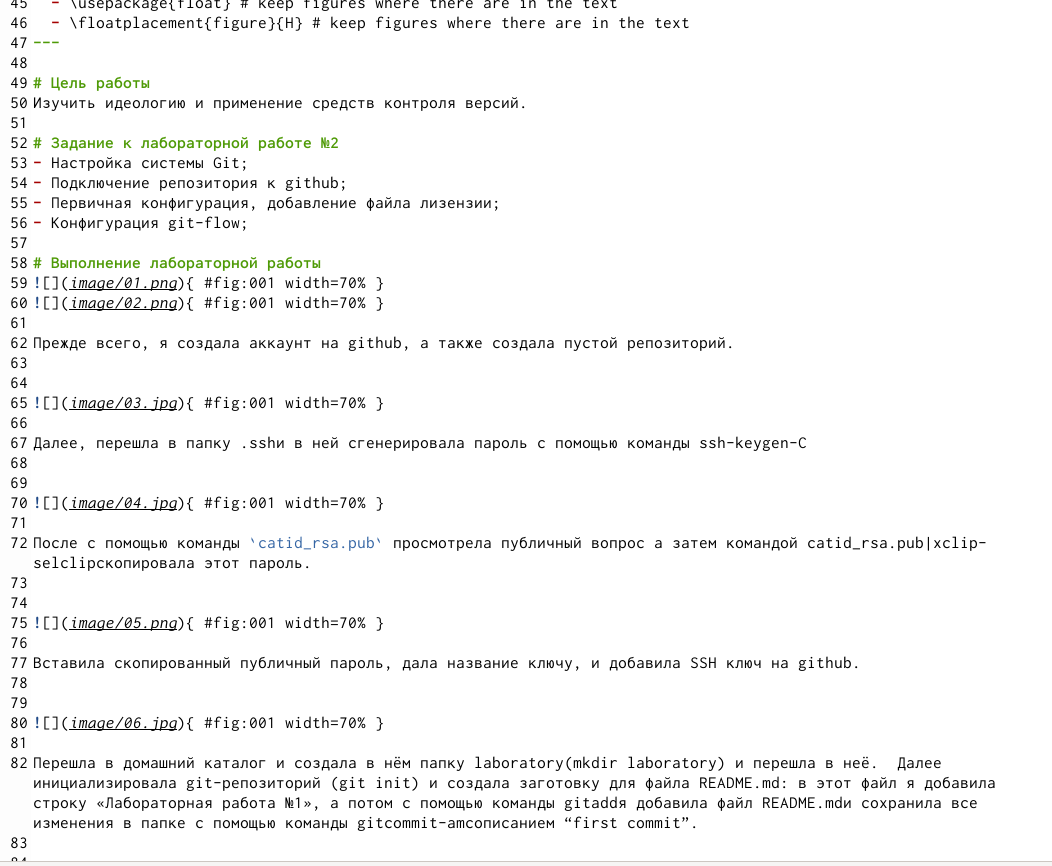 45   - \usepackage{float} # keep figures where there are in the text
46   - \floatplacement{figure}{H} # keep figures where there are in the text
47 ---
48
49 # Цель работы
50 Изучить идеологию и применение средств контроля версий.
51
52 # Задание к лабораторной работе №2
53 - Настройка системы Git;
54 - Подключение репозитория к github;
55 - Первичная конфигурация, добавление файла лизензии;
56 - Конфигурация git-flow;
57
58 # Выполнение лабораторной работы
59 ![](image/01.png){ #fig:001 width=70% }
60 ![](image/02.png){ #fig:001 width=70% }
61
62 Прежде всего, я создала аккаунт на github, а также создала пустой репозиторий.
63
64
65 ![](image/03.jpg){ #fig:001 width=70% }
66
67 Далее, перешла в папку .sshи в ней сгенерировала пароль с помощью команды ssh-keygen-C
68
69
70 ![](image/04.jpg){ #fig:001 width=70% }
71
72 После с помощью команды `catid_rsa.pub` просмотрела публичный вопрос а затем командой catid_rsa.pub|xclip-
selclipскопировала этот пароль.
73
74
75 ![](image/05.png){ #fig:001 width=70% }
76
77 Вставила скопированный публичный пароль, дала название ключу, и добавила SSH ключ на github.
78
79
80 ![](image/06.jpg){ #fig:001 width=70% }
81
82 Перешла в домашний каталог и создала в нём папку laboratory(mkdir laboratory) и перешла в неё.  Далее
инициализировала git-репозиторий (git init) и создала заготовку для файла README.md: в этот файл я добавила
строку «Лабораторная работа №1», а потом с помощью команды gitaddя добавила файл README.mdи сохранила все
изменения в папке с помощью команды gitcommit-amсописанием “first commit”.
83
84